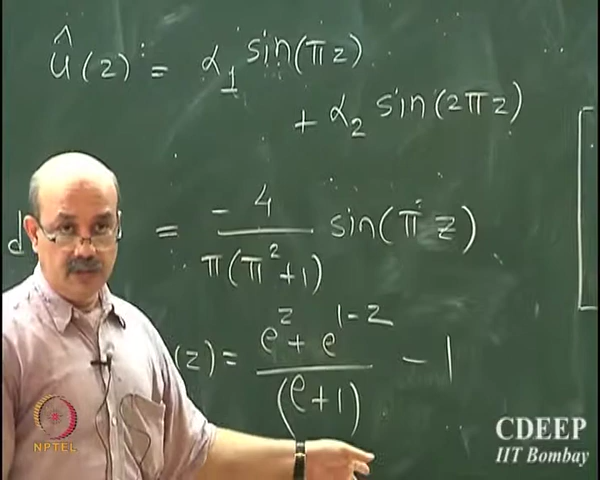 û(z) = α₁ sin(πz)
+ α₂ sin(2πz)
= -4 / π(π²+1) sin(πz)
(z) = e^z + e^(1-z) / (e+1) - 1
NPTEL
CDEEP
IIT Bombay